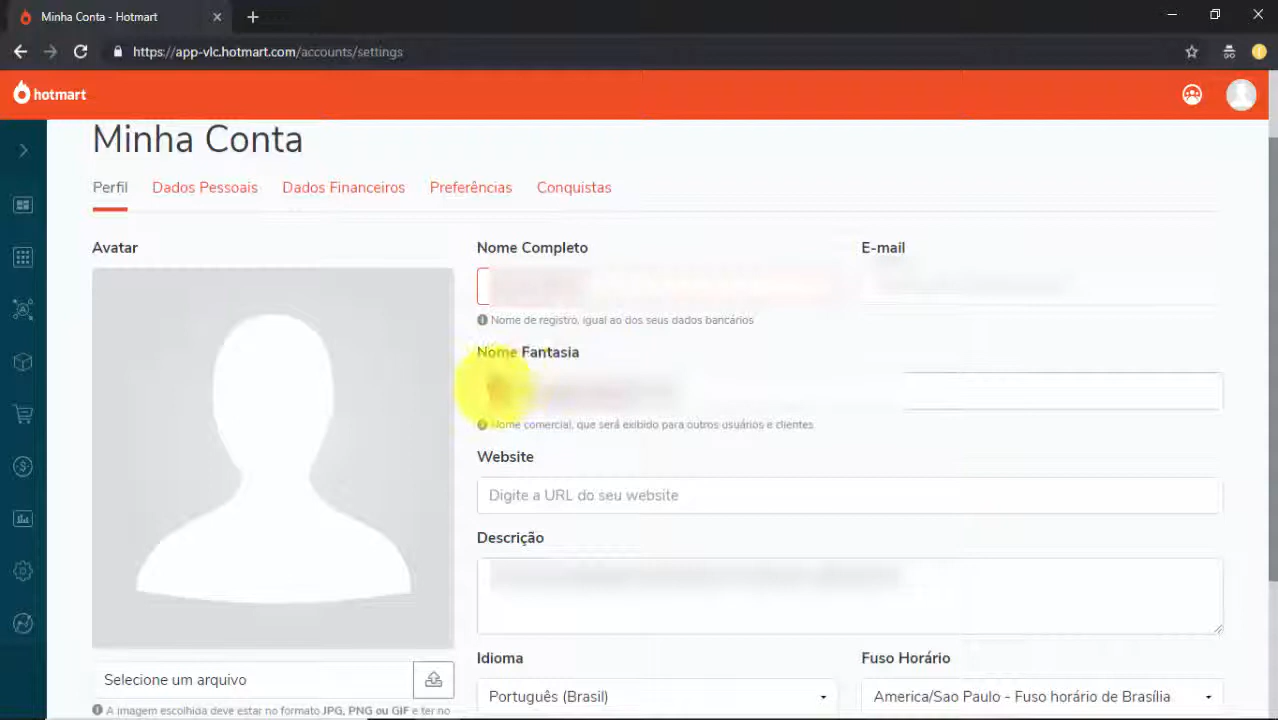 Minha Conta - Hotmart
https://app-vlc.hotmart.com/accounts/settings
hotmart
Minha Conta
Perfil Dados Pessoais Dados Financeiros Preferências Conquistas
Avatar
Nome Completo
E-mail
Nome de registro, igual ao dos seus dados bancários
Nome Fantasia
Nome comercial, que será exibido para outros usuários e clientes.
Website
Digite a URL do seu website
Descrição
Idioma
Fuso Horário
Selecione um arquivo
Português (Brasil)
America/Sao Paulo - Fuso horário de Brasília
A imagem escolhida deve estar no formato JPG, PNG ou GIF e ter no